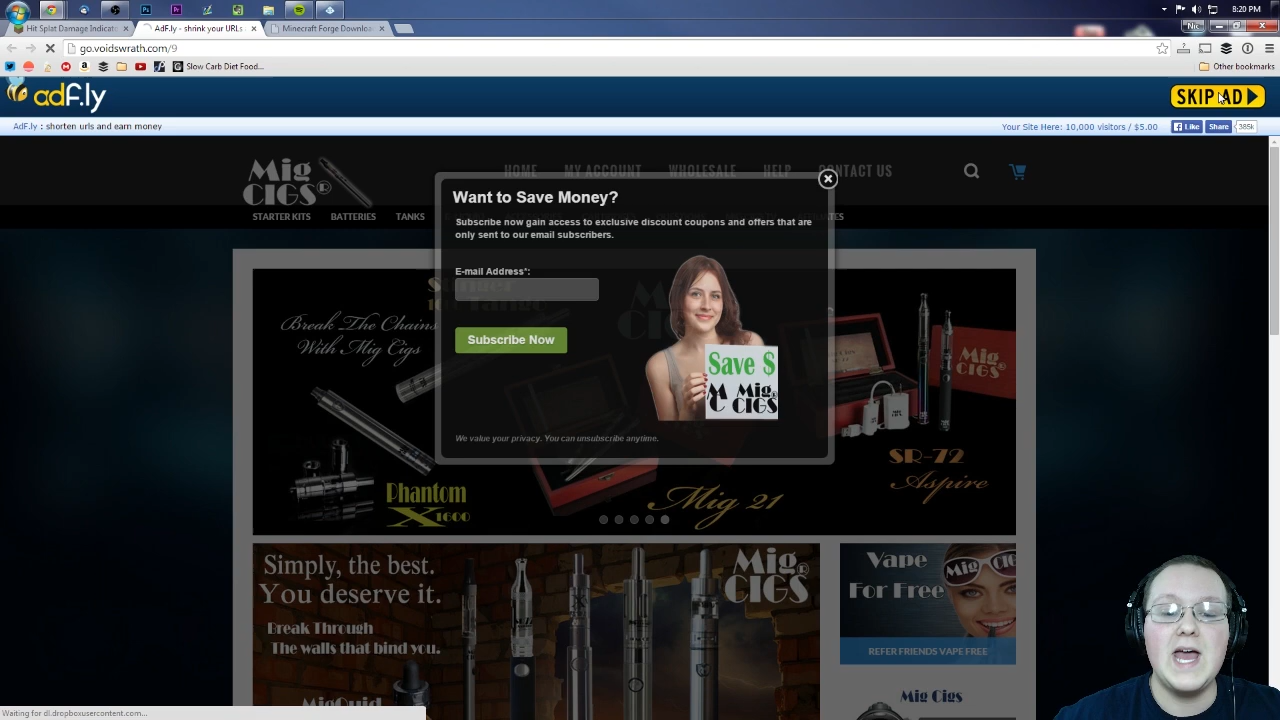 8:20 PM
Hit Splat Damage Indicato
AdF.ly - shrink your URLs
Minecraft Forge Downloa
Nic
go.voidswrath.com/9
Slow Carb Diet Food...
Other bookmarks
adf.ly
SKIP AD
AdF.ly : shorten urls and earn money
Your Site Here: 10,000 visitors / $5.00
Like
Share
385k
Mig CIGS®
HOME
MY ACCOUNT
WHOLESALE
HELP
CONTACT US
STARTER KITS
BATTERIES
TANKS
Want to Save Money?
Subscribe now gain access to exclusive discount coupons and offers that are
only sent to our email subscribers.
E-mail Address*:
Subscribe Now
Save $
Mig®
CIGS
We value your privacy. You can unsubscribe anytime.
Break The Chains
With Mig Cigs
Phantom
X1600
Mig 21
Mig
CIGS
SR-72
Aspire
Simply, the best.
You deserve it.
Break Through
The walls that bind you.
MigQuid
Mig®
CIGS
Vape
For Free
REFER FRIENDS VAPE FREE
Mig Cigs
Waiting for dl.dropboxusercontent.com...